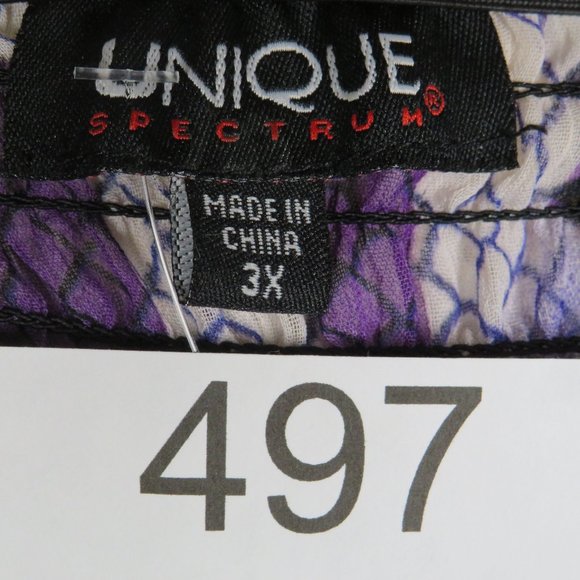 UNIQUE
SPECTRUM®
MADE IN
CHINA
3X
497